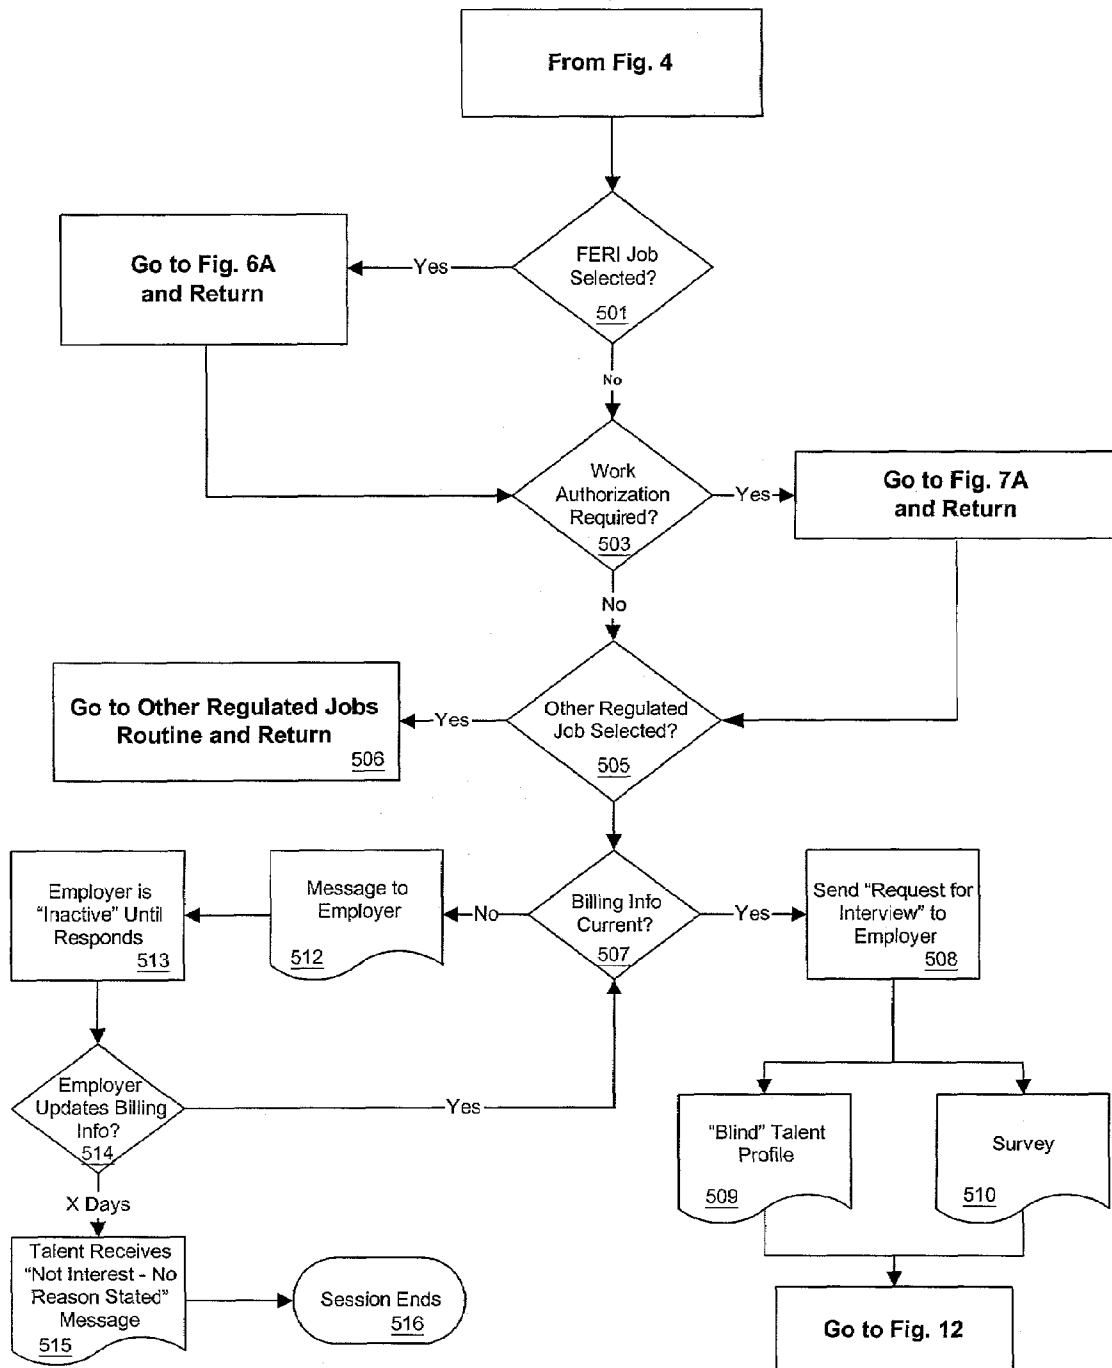 From Fig. 4
FERI Job
Selected?
501
Yes
Go to Fig. 6A
and Return
No
Work
Authorization
Required?
503
Yes
Go to Fig. 7A
and Return
No
Other Regulated
Job Selected?
505
Yes
Go to Other Regulated Jobs
Routine and Return
506
Billing Info
Current?
507
No
Message to
Employer
512
Employer is
"Inactive" Until
Responds
513
Yes
Send "Request for
Interview" to
Employer
508
Employer
Updates Billing
Info?
514
Yes
"Blind" Talent
Profile
509
Survey
510
X Days
Talent Receives
"Not Interest - No
Reason Stated"
Message
515
Session Ends
516
Go to Fig. 12